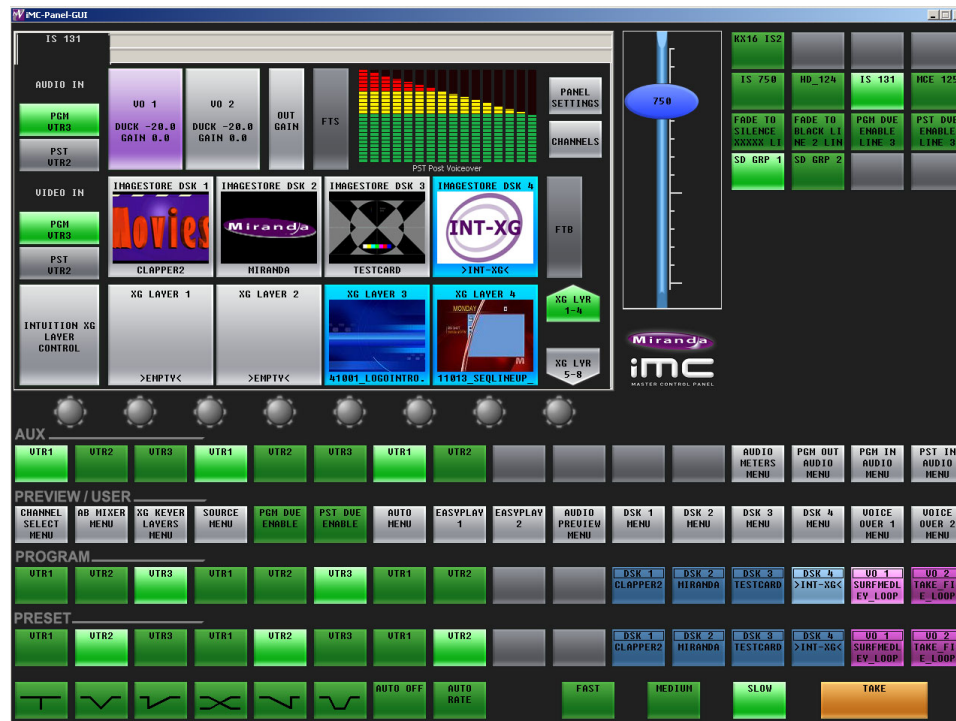 iMC-Panel-GUI
IS 131
AUDIO IN
PGM
VTR3
PST
VTR2
VO 1
DUCK -20.0
GAIN 0.0
VO 2
DUCK -20.0
GAIN 0.0
OUT
GAIN
FTS
PST Post Voiceover
PANEL
SETTINGS
CHANNELS
VIDEO IN
PGM
VTR3
PST
VTR2
IMAGESTORE DSK 1
Movies
CLAPPER2
IMAGESTORE DSK 2
Miranda
MIRANDA
IMAGESTORE DSK 3
TESTCARD
IMAGESTORE DSK 4
INT-XG
>INT-XG<
FTB
INTUITION XG
LAYER
CONTROL
XG LAYER 1
>EMPTY<
XG LAYER 2
>EMPTY<
XG LAYER 3
41001_LOGOINTRO.
XG LAYER 4
MONDAY
M
11013_SEQLINEUP_
XG LYR
1-4
XG LYR
5-8
750
Miranda
iMC
MASTER CONTROL PANEL
KX16 IS2
IS 750
HD_124
IS 131
MCE 125
FADE TO
SILENCE
XXXXX LI
FADE TO
BLACK LI
NE 2 LIN
PGM DVE
ENABLE
LINE 3
PST DVE
ENABLE
LINE 3
SD GRP 1
SD GRP 2
AUX
VTR1 VTR2 VTR3 VTR1 VTR2 VTR3 VTR1 VTR2
AUDIO
METERS
MENU
PGM OUT
AUDIO
MENU
PGM IN
AUDIO
MENU
PST IN
AUDIO
MENU
PREVIEW / USER
CHANNEL
SELECT
MENU
AB MIXER
MENU
XG KEYER
LAYERS
MENU
SOURCE
MENU
PGM DVE
ENABLE
PST DVE
ENABLE
AUTO
MENU
EASYPLAY
1
EASYPLAY
2
AUDIO
PREVIEW
MENU
DSK 1
MENU
DSK 2
MENU
DSK 3
MENU
DSK 4
MENU
VOICE
OVER 1
MENU
VOICE
OVER 2
MENU
PROGRAM
VTR1 VTR2 VTR3 VTR1 VTR2 VTR3 VTR1 VTR2
DSK 1
CLAPPER2
DSK 2
MIRANDA
DSK 3
TESTCARD
DSK 4
>INT-XG<
VO 1
SURFMEDL
EY_LOOP
VO 2
TAKE_FI
E_LOOP
PRESET
VTR1 VTR2 VTR3 VTR1 VTR2 VTR3 VTR1 VTR2
DSK 1
CLAPPER2
DSK 2
MIRANDA
DSK 3
TESTCARD
DSK 4
>INT-XG<
VO 1
SURFMEDL
EY_LOOP
VO 2
TAKE_FI
E_LOOP
AUTO OFF
AUTO
RATE
FAST
MEDIUM
SLOW
TAKE